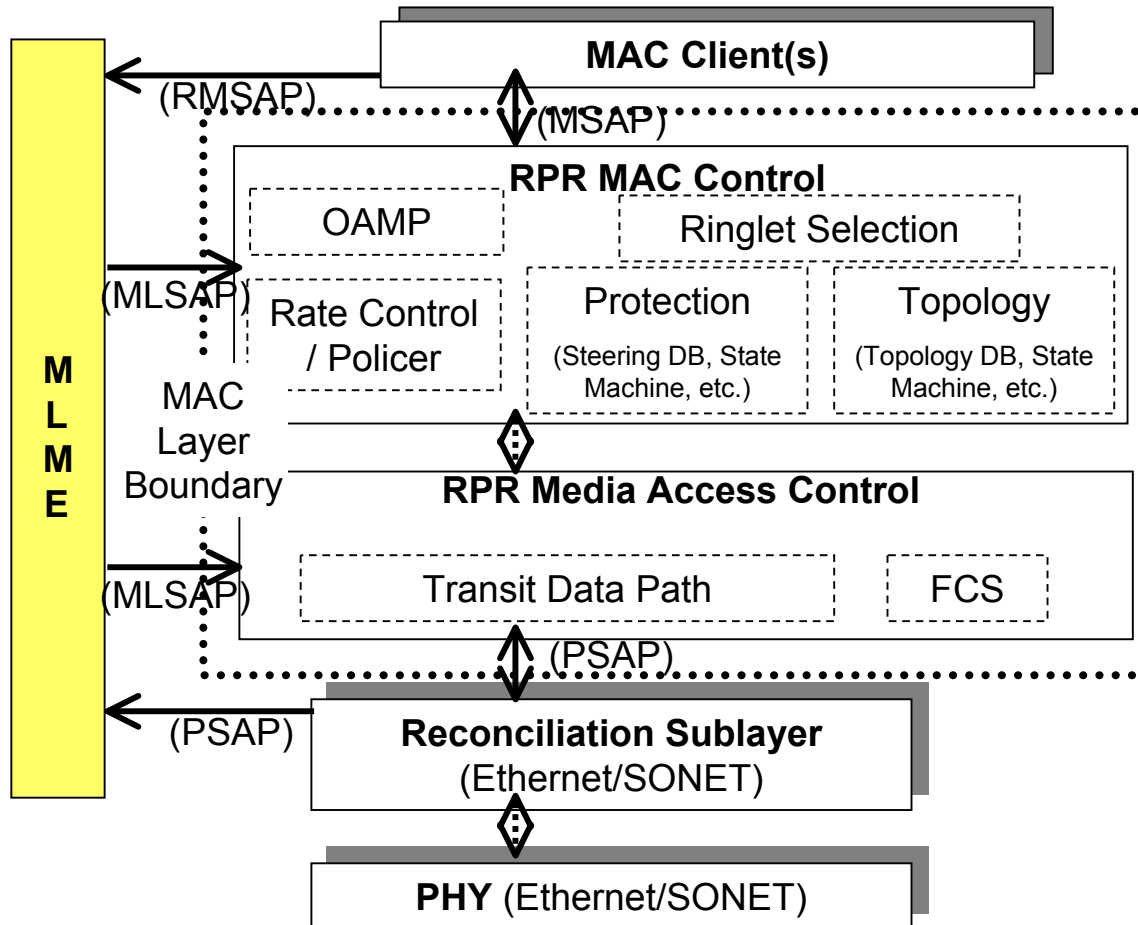 MAC Client(s)
(RMSAP)
(MSAP)
RPR MAC Control
OAMP
Ringlet Selection
(MLSAP)
Rate Control
/ Policer
Protection
(Steering DB, State
Machine, etc.)
Topology
(Topology DB, State
Machine, etc.)
M
L
M
E
MAC
Layer
Boundary
RPR Media Access Control
(MLSAP)
Transit Data Path
FCS
(PSAP)
(PSAP)
Reconciliation Sublayer
(Ethernet/SONET)
PHY (Ethernet/SONET)